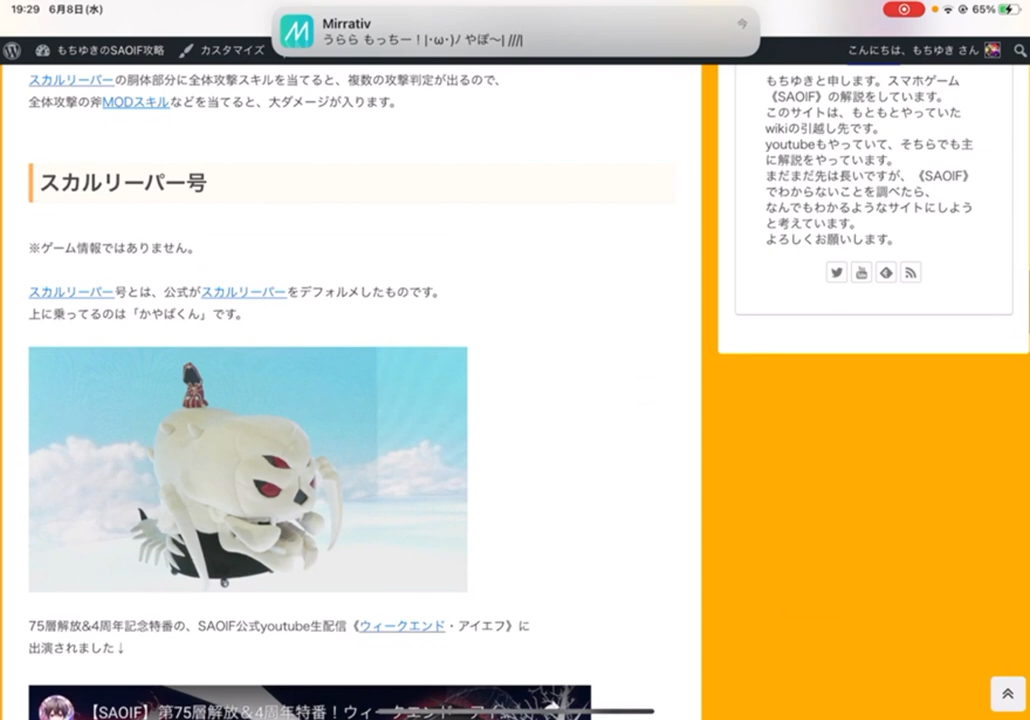 19:29 6月8日(水)
Mirrativ
今
うらら もっちー！|･ω･)ﾉ やぽ〜| ///|
65%
もちゆきのSAOIF攻略
カスタマイズ
こんにちは、もちゆき さん
スカルリーパーの胴体部分に全体攻撃スキルを当てると、複数の攻撃判定が出るので、
全体攻撃の斧MODスキルなどを当てると、大ダメージが入ります。
スカルリーパー号
※ゲーム情報ではありません。
スカルリーパー号とは、公式がスカルリーパーをデフォルメしたものです。
上に乗ってるのは「かやばくん」です。
75層解放&4周年記念特番の、SAOIF公式youtube生配信《ウィークエンド・アイエフ》に
出演されました↓
【SAOIF】第75層解放＆4周年特番！ウィークエンド
もちゆきと申します。スマホゲーム
《SAOIF》の解説をしています。
このサイトは、もともとやっていた
wikiの引越し先です。
youtubeもやっていて、そちらでも主
に解説をやっています。
まだまだ先は長いですが、《SAOIF》
でわからないことを調べたら、
なんでもわかるようなサイトにしよう
と考えています。
よろしくお願いします。